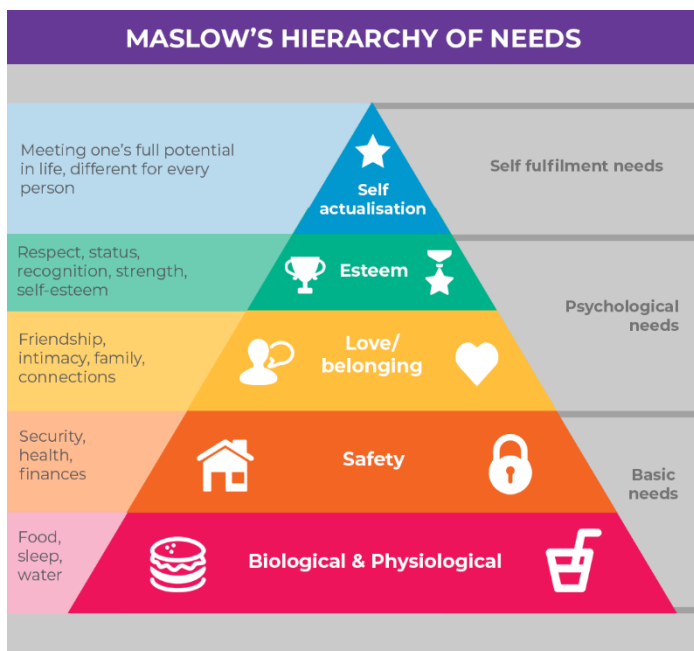 MASLOW'S HIERARCHY OF NEEDS
Meeting one's full potential
in life, different for every
person
Self
actualisation
Self fulfilment needs
Respect, status,
recognition, strength,
self-esteem
Esteem
Psychological
needs
Friendship,
intimacy, family,
connections
Love/
belonging
Security,
health,
finances
Safety
Basic
needs
Food,
sleep,
water
Biological & Physiological